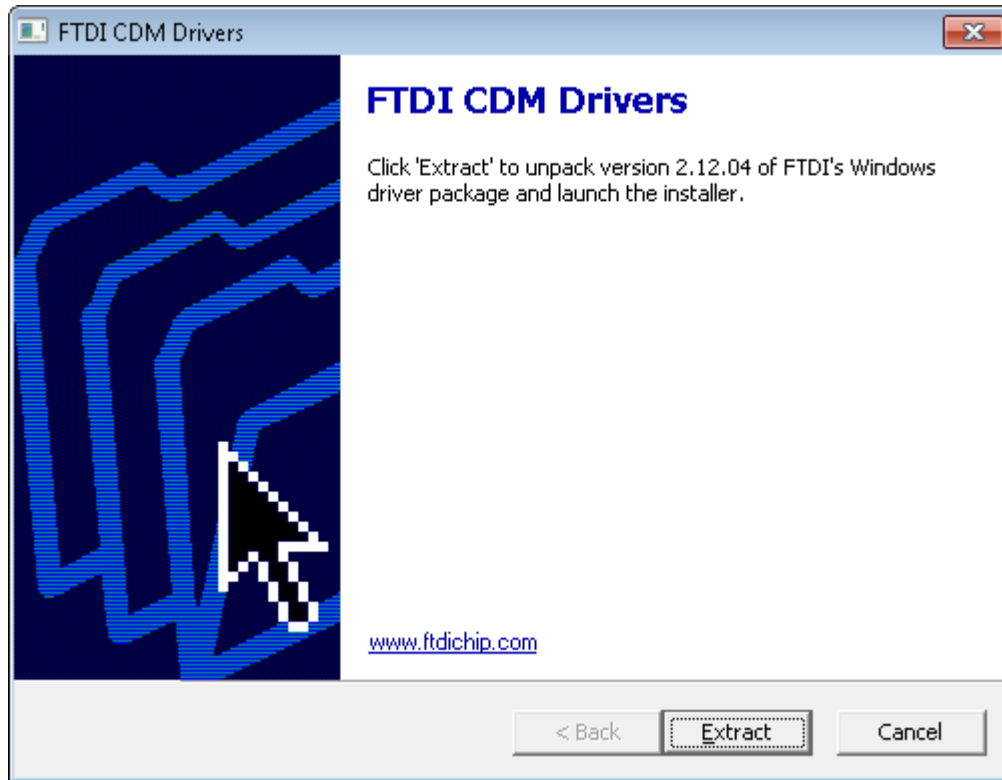 FTDI CDM Drivers
FTDI CDM Drivers
Click 'Extract' to unpack version 2.12.04 of FTDI's Windows
driver package and launch the installer.
www.ftdichip.com
< Back
Extract
Cancel